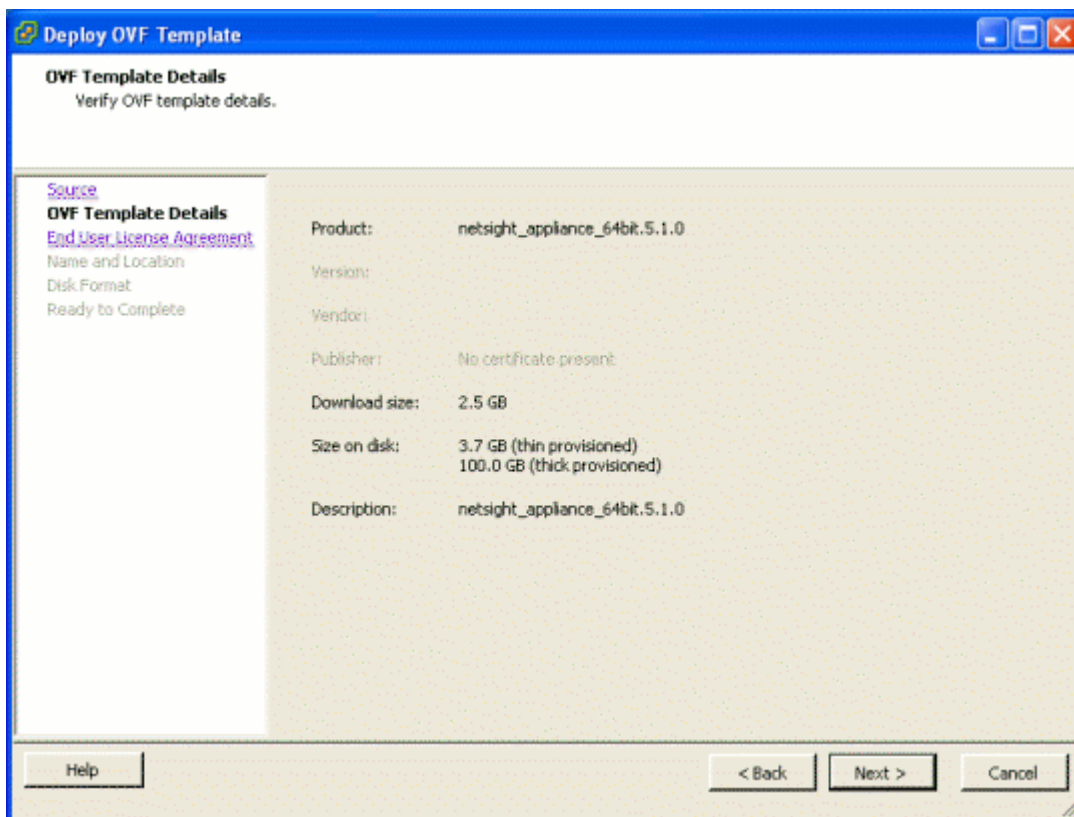 Deploy OVF Template
OVF Template Details
Verify OVF template details.
Source
OVF Template Details
End User License Agreement
Name and Location
Disk Format
Ready to Complete
Product: netsight_appliance_64bit.5.1.0
Version:
Vendor:
Publisher: No certificate present
Download size: 2.5 GB
Size on disk: 3.7 GB (thin provisioned)
100.0 GB (thick provisioned)
Description: netsight_appliance_64bit.5.1.0
Help < Back Next > Cancel